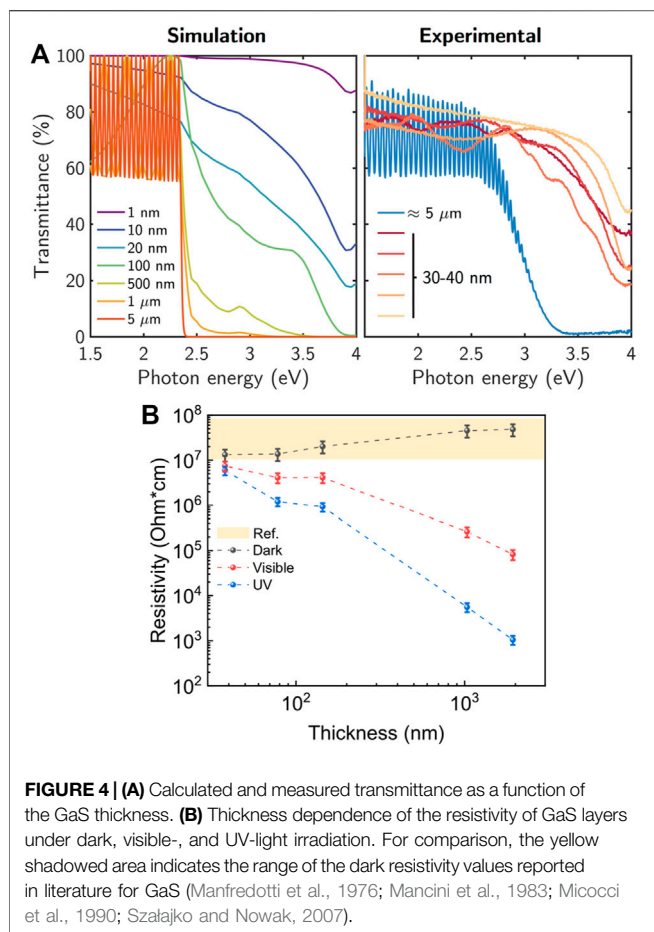 Simulation
Experimental
A
100
80
60
40
20
0
Transmittance (%)
1 nm
10 nm
20 nm
100 nm
500 nm
1 μm
5 μm
1.5 2 2.5 3 3.5 4
Photon energy (eV)
≈ 5 μm
30-40 nm
2 2.5 3 3.5 4
Photon energy (eV)
B
10⁸
10⁷
10⁶
10⁵
10⁴
10³
10²
Resistivity (Ohm*cm)
Ref.
Dark
Visible
UV
10² 10³
Thickness (nm)
FIGURE 4 | (A) Calculated and measured transmittance as a function of
the GaS thickness. (B) Thickness dependence of the resistivity of GaS layers
under dark, visible-, and UV-light irradiation. For comparison, the yellow
shadowed area indicates the range of the dark resistivity values reported
in literature for GaS (Manfredotti et al., 1976; Mancini et al., 1983; Micocci
et al., 1990; Szałajko and Nowak, 2007).